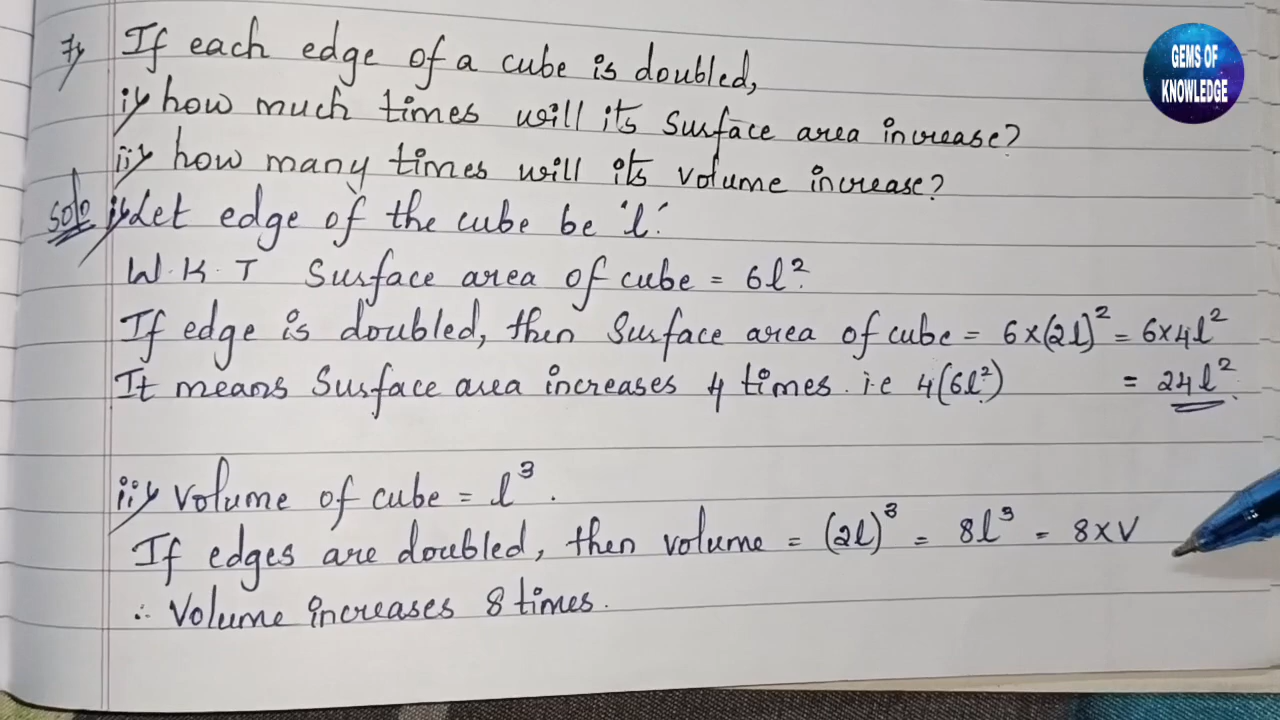 7) If each edge of a cube is doubled,
i) how much times will its surface area increase?
ii) how many times will its volume increase?
Soln i) Let edge of the cube be 'l'.
W.K.T Surface area of cube = 6l².
If edge is doubled, then surface area of cube = 6×(2l)² = 6×4l²
It means surface area increases 4 times. i.e 4(6l²) = 24l².
ii) Volume of cube = l³.
If edges are doubled, then volume = (2l)³ = 8l³ = 8×V
∴ Volume increases 8 times.
GEMS OF
KNOWLEDGE